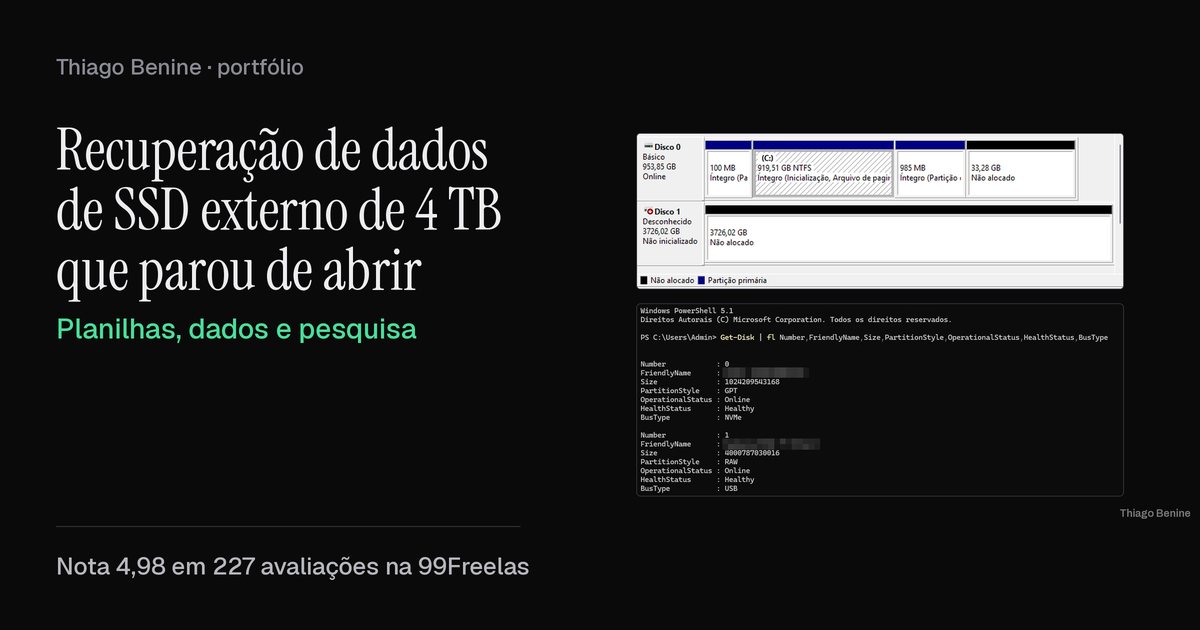 Thiago Benine · portfólio
Recuperação de dados
de SSD externo de 4 TB
que parou de abrir
Planilhas, dados e pesquisa
Nota 4,98 em 227 avaliações na 99Freelas
Disco 0
Básico
953,85 GB
Online
100 MB
Íntegro (Pa
(C:)
919,51 GB NTFS
Íntegro (Inicialização, Arquivo de pagir
985 MB
Íntegro (Partição
33,28 GB
Não alocado
Disco 1
Desconhecido
3726,02 GB
Não inicializado
3726,02 GB
Não alocado
Não alocado Partição primária
Windows PowerShell 5.1
Direitos Autorais (C) Microsoft Corporation. Todos os direitos reservados.
PS C:\Users\Admin> Get-Disk | fl Number,FriendlyName,Size,PartitionStyle,OperationalStatus,HealthStatus,BusType
Number : 0
FriendlyName :
Size : 1024209543168
PartitionStyle : GPT
OperationalStatus : Online
HealthStatus : Healthy
BusType : NVMe
Number : 1
FriendlyName :
Size : 4000787030016
PartitionStyle : RAW
OperationalStatus : Online
HealthStatus : Healthy
BusType : USB
Thiago Benine